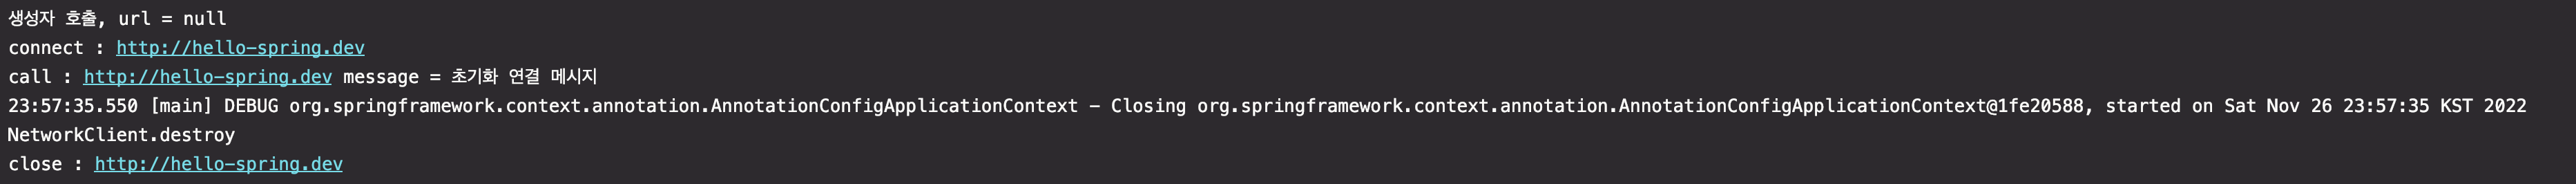 생성자 호출, url = null
connect : http://hello-spring.dev
call : http://hello-spring.dev message = 초기화 연결 메시지
23:57:35.550 [main] DEBUG org.springframework.context.annotation.AnnotationConfigApplicationContext - Closing org.springframework.context.annotation.AnnotationConfigApplicationContext@1fe20588, started on Sat Nov 26 23:57:35 KST 2022
NetworkClient.destroy
close : http://hello-spring.dev